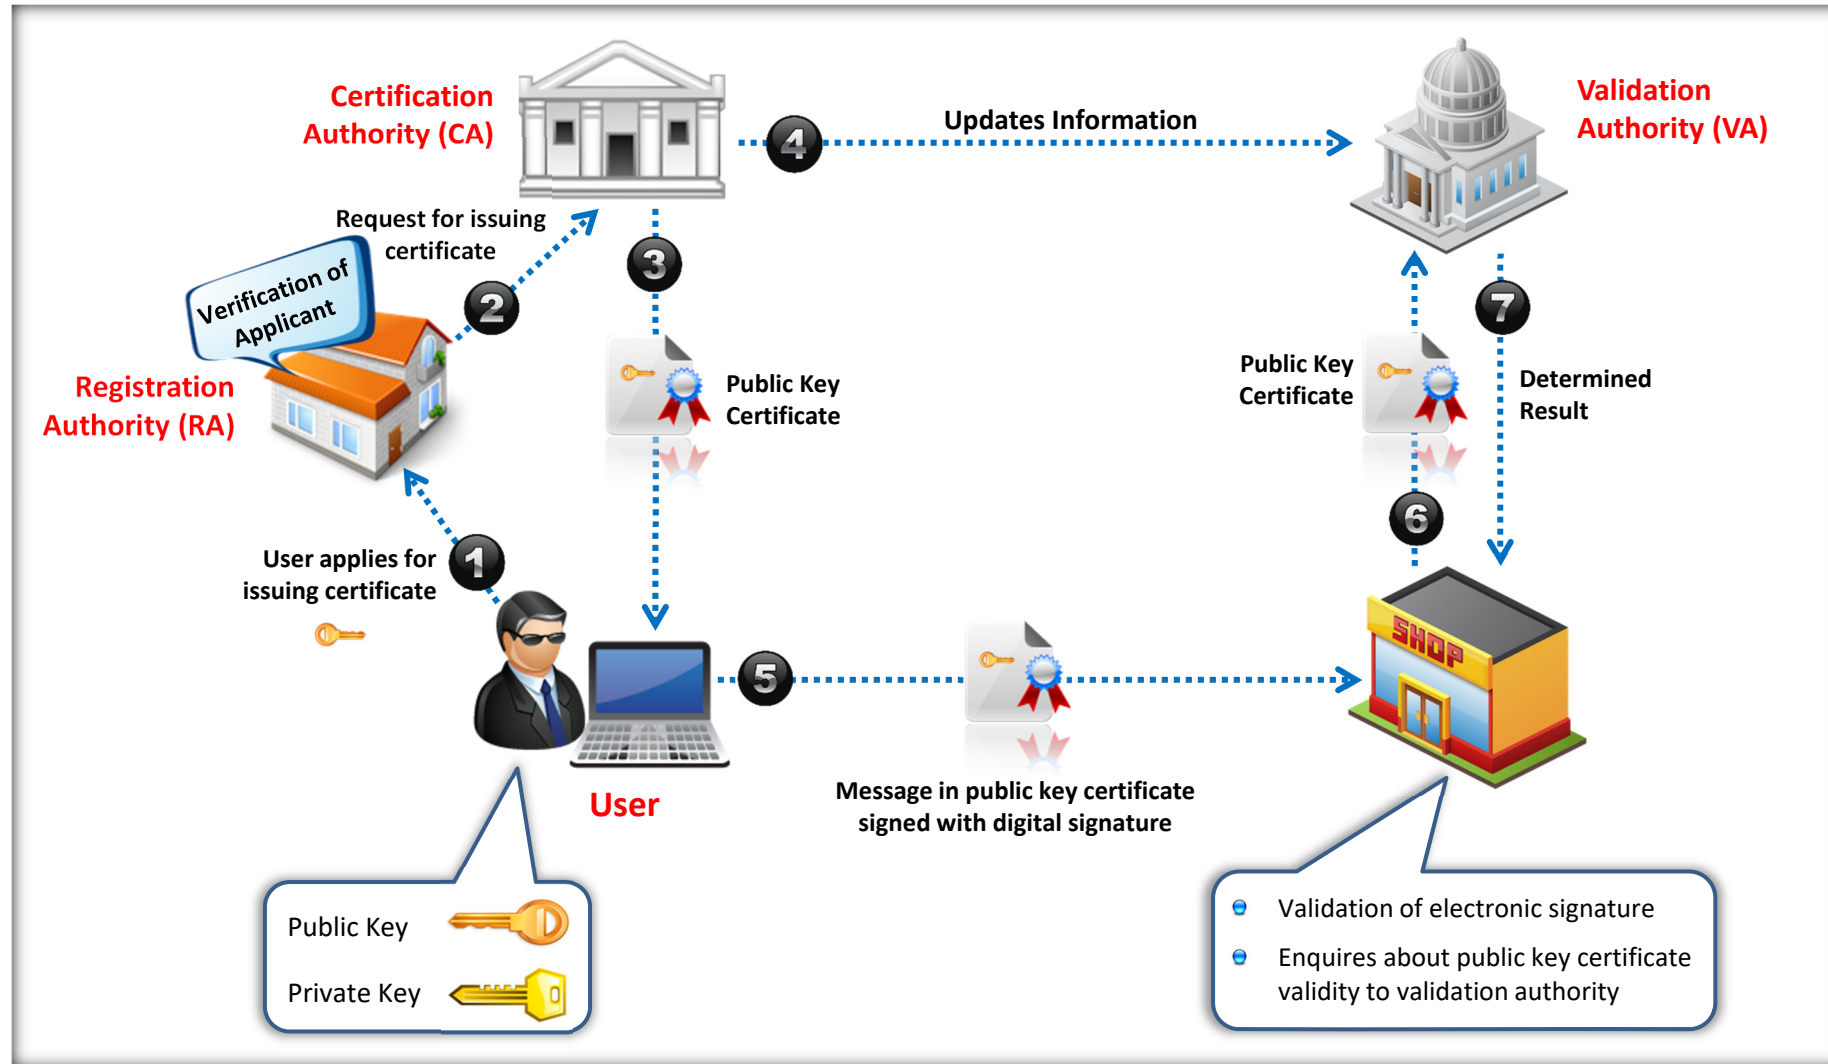 Certification
Authority (CA)
4
Updates Information
Validation
Authority (VA)
Request for issuing
certificate
3
2
Verification of
Applicant
7
Registration
Authority (RA)
Public Key
Certificate
Public Key
Certificate
Determined
Result
6
User applies for
issuing certificate
1
SHOP
5
User
Message in public key certificate
signed with digital signature
Public Key
Private Key
Validation of electronic signature
Enquires about public key certificate
validity to validation authority